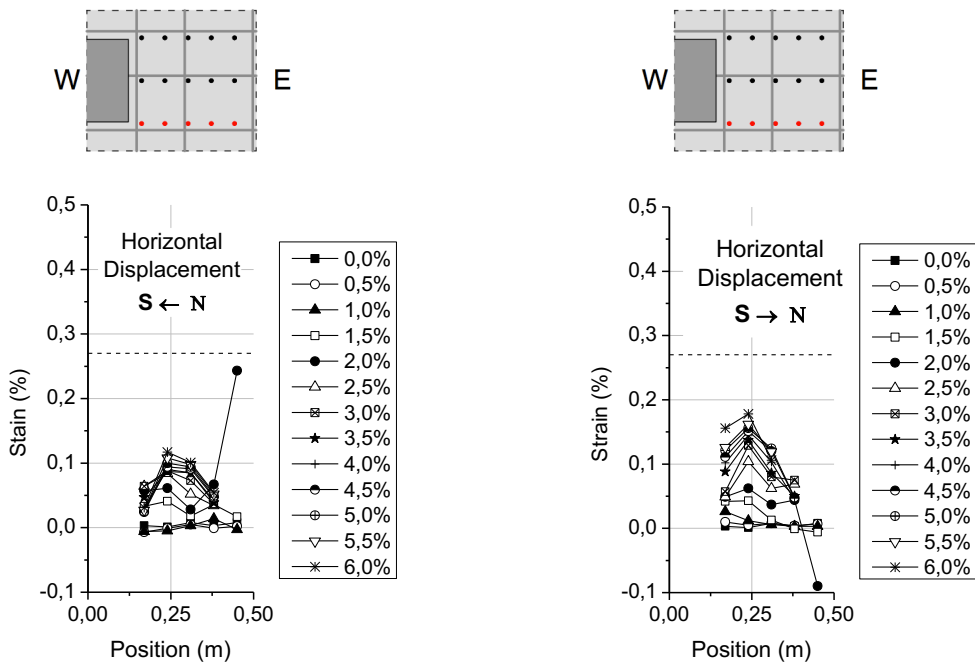 W E
0,5
0,4
0,3
0,2
0,1
0,0
-0,1
Stain (%)
Horizontal
Displacement
S ← N
0,00 0,25 0,50
Position (m)
0,0%
0,5%
1,0%
1,5%
2,0%
2,5%
3,0%
3,5%
4,0%
4,5%
5,0%
5,5%
6,0%
W E
0,5
0,4
0,3
0,2
0,1
0,0
-0,1
Strain (%)
Horizontal
Displacement
S → N
0,00 0,25 0,50
Position (m)
0,0%
0,5%
1,0%
1,5%
2,0%
2,5%
3,0%
3,5%
4,0%
4,5%
5,0%
5,5%
6,0%